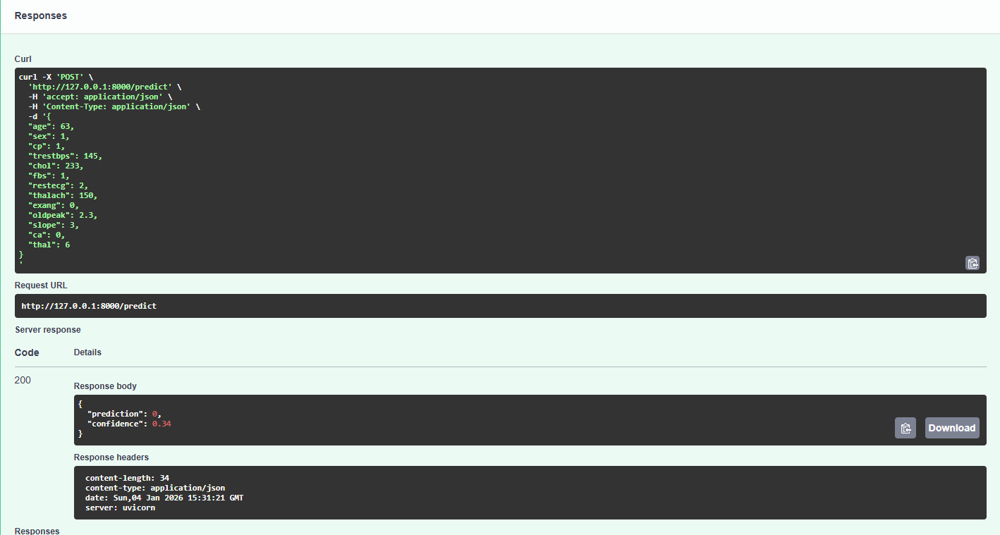 Responses
Curl
curl -X 'POST' \
  'http://127.0.0.1:8000/predict' \
  -H 'accept: application/json' \
  -H 'Content-Type: application/json' \
  -d '{
  "age": 63,
  "sex": 1,
  "cp": 1,
  "trestbps": 145,
  "chol": 233,
  "fbs": 1,
  "restecg": 2,
  "thalach": 150,
  "exang": 0,
  "oldpeak": 2.3,
  "slope": 3,
  "ca": 0,
  "thal": 6
}
'
Request URL
http://127.0.0.1:8000/predict
Server response
Code Details
200
Response body
{
  "prediction": 0,
  "confidence": 0.34
}
Download
Response headers
content-length: 34
content-type: application/json
date: Sun,04 Jan 2026 15:31:21 GMT
server: uvicorn
Responses